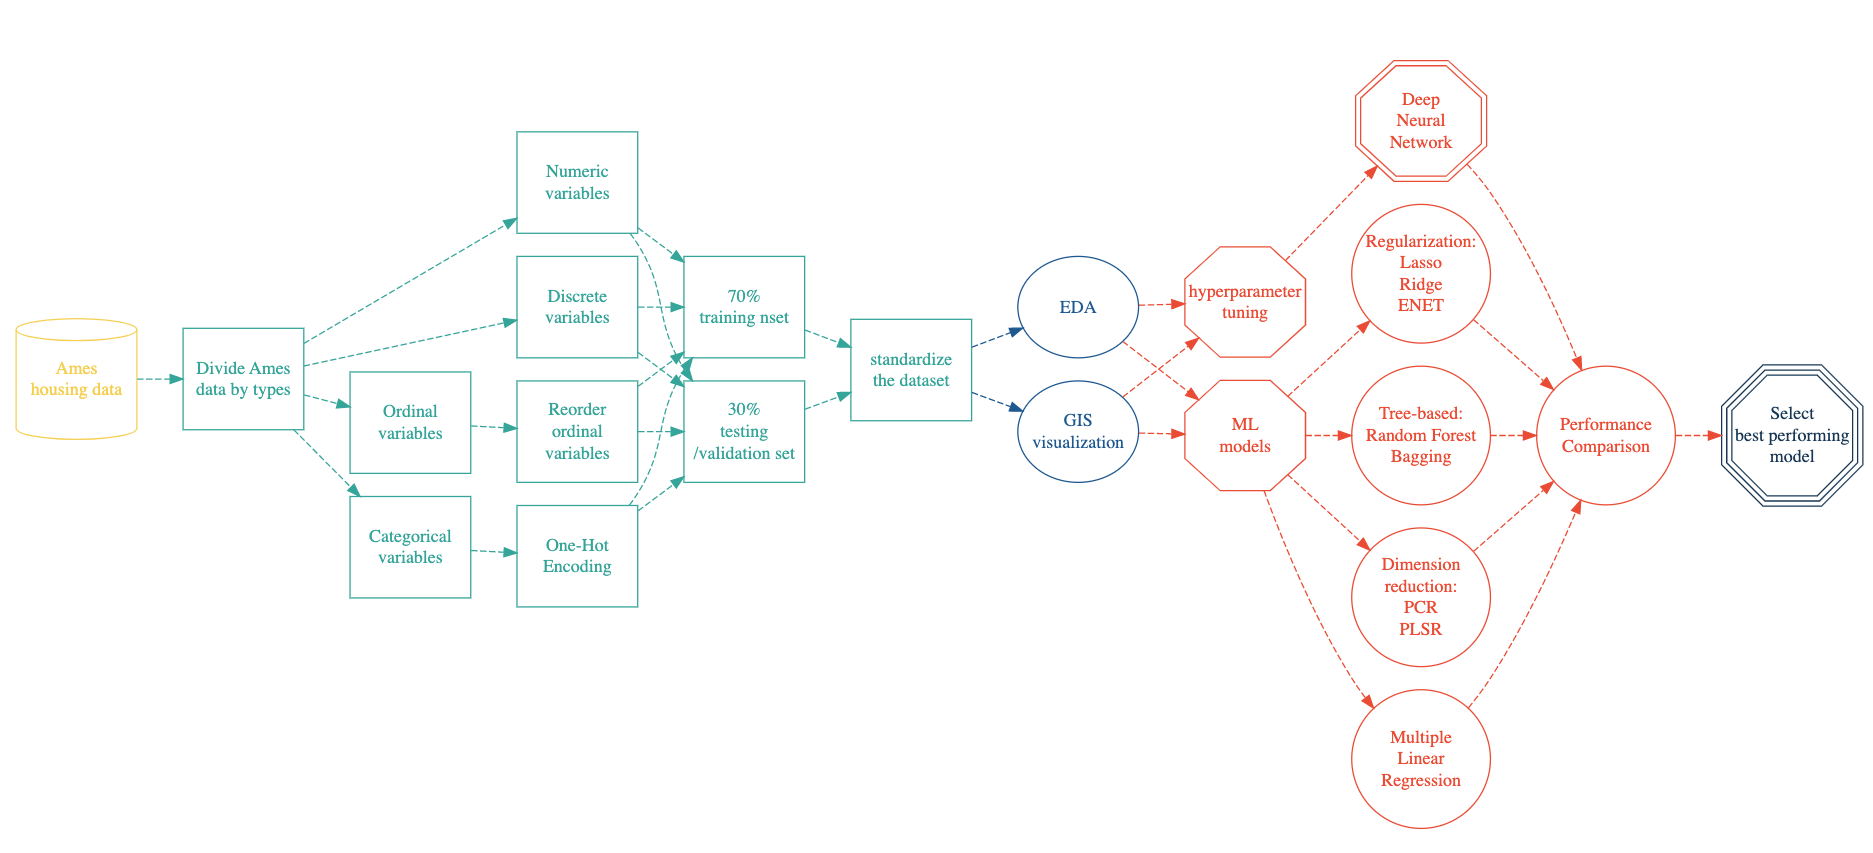 Ames
housing data
Divide Ames
data by types
Numeric
variables
Discrete
variables
Ordinal
variables
Reorder
ordinal
variables
Categorical
variables
One-Hot
Encoding
70%
training nset
30%
testing
/validation set
standardize
the dataset
EDA
GIS
visualization
hyperparameter
tuning
ML
models
Deep
Neural
Network
Regularization:
Lasso
Ridge
ENET
Tree-based:
Random Forest
Bagging
Dimension
reduction:
PCR
PLSR
Multiple
Linear
Regression
Performance
Comparison
Select
best performing
model